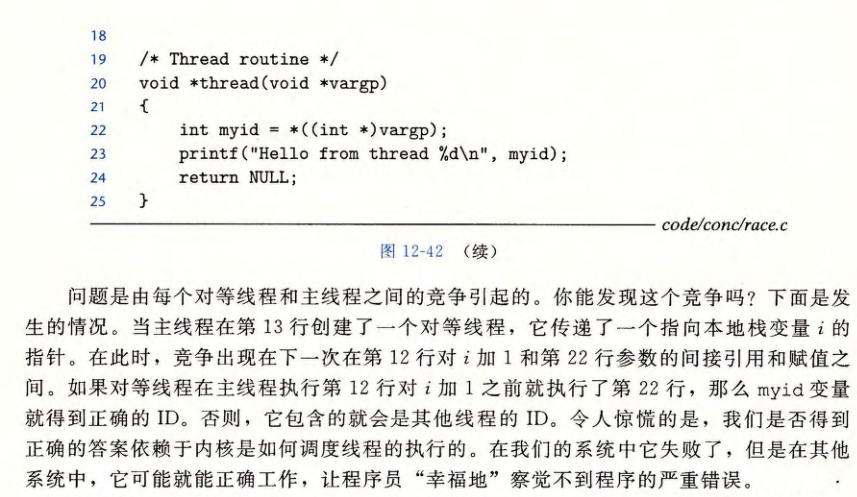 18
19 /* Thread routine */
20 void *thread(void *vargp)
21 {
22     int myid = *((int *)vargp);
23     printf("Hello from thread %d\n", myid);
24     return NULL;
25 }
code/conc/race.c
图 12-42 （续）
问题是由每个对等线程和主线程之间的竞争引起的。你能发现这个竞争吗？下面是发
生的情况。当主线程在第 13 行创建了一个对等线程，它传递了一个指向本地栈变量 i 的
指针。在此时，竞争出现在下一次在第 12 行对 i 加 1 和第 22 行参数的间接引用和赋值之
间。如果对等线程在主线程执行第 12 行对 i 加 1 之前就执行了第 22 行，那么 myid 变量
就得到正确的 ID。否则，它包含的就会是其他线程的 ID。令人惊慌的是，我们是否得到
正确的答案依赖于内核是如何调度线程的执行的。在我们的系统中它失败了，但是在其他
系统中，它可能就能正确工作，让程序员“幸福地”察觉不到程序的严重错误。